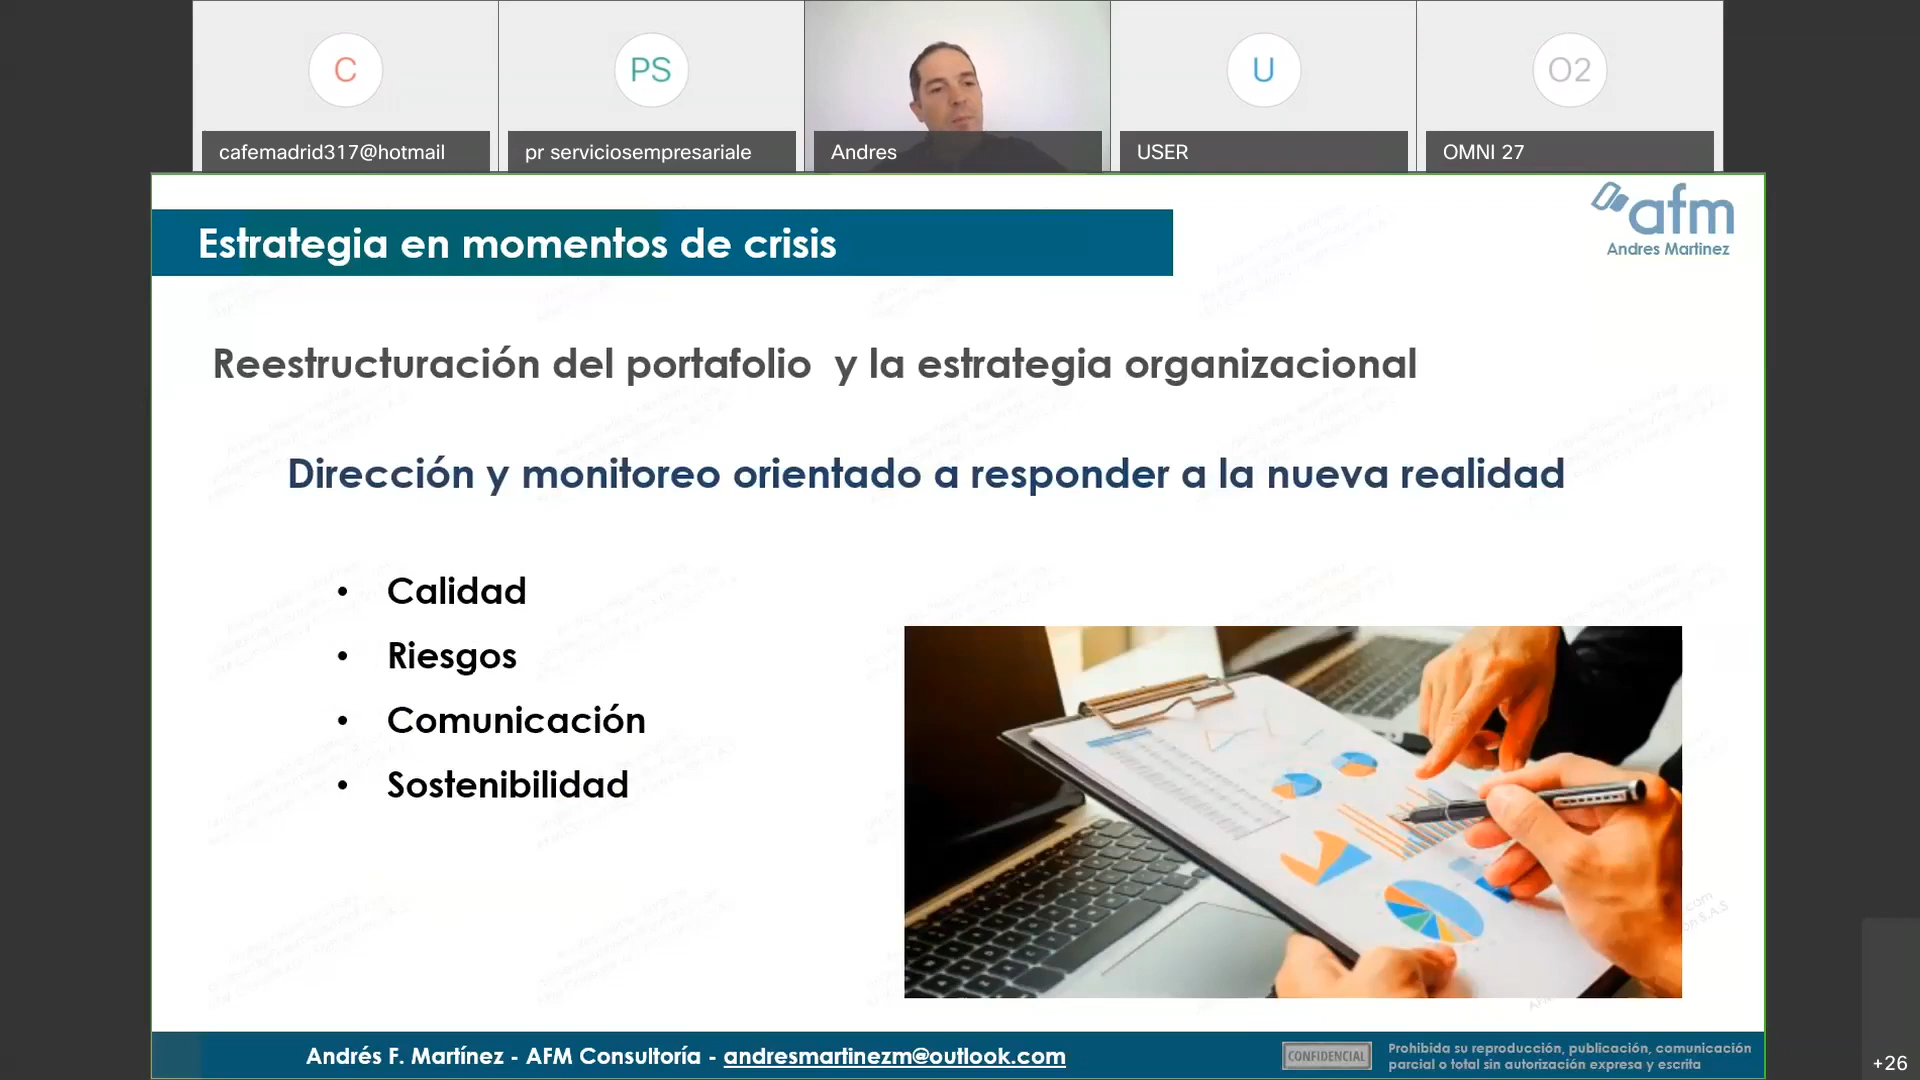 C
PS
U
O2
cafemadrid317@hotmail
pr serviciosempresariale
Andres
USER
OMNI 27
afm
Andres Martinez
Estrategia en momentos de crisis
Reestructuración del portafolio y la estrategia organizacional
Dirección y monitoreo orientado a responder a la nueva realidad
• Calidad
• Riesgos
• Comunicación
• Sostenibilidad
Andrés F. Martínez - AFM Consultoría - andresmartinezm@outlook.com
CONFIDENCIAL
Prohibida su reproducción, publicación, comunicación
parcial o total sin autorización expresa y escrita
+26